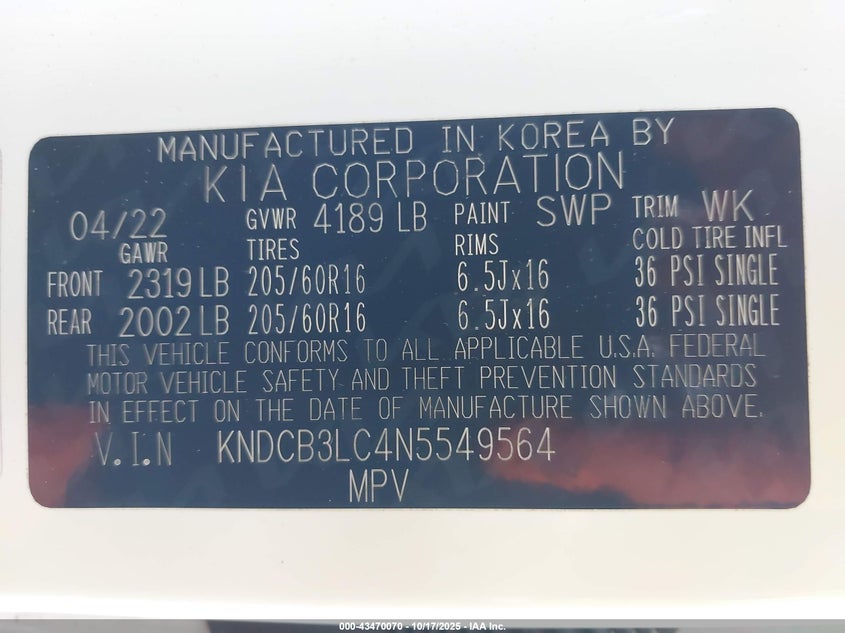 MANUFACTURED IN KOREA BY
KIA CORPORATION
04/22 GVWR 4189 LB PAINT SWP TRIM WK
GAWR TIRES RIMS COLD TIRE INFL
FRONT 2319 LB 205/60R16 6.5Jx16 36 PSI SINGLE
REAR 2002 LB 205/60R16 6.5Jx16 36 PSI SINGLE
THIS VEHICLE CONFORMS TO ALL APPLICABLE U.S.A. FEDERAL
MOTOR VEHICLE SAFETY AND THEFT PREVENTION STANDARDS
IN EFFECT ON THE DATE OF MANUFACTURE SHOWN ABOVE.
V.I.N KNDCB3LC4N5549564
MPV
000-43470070 - 10/17/2025 - IAA Inc.